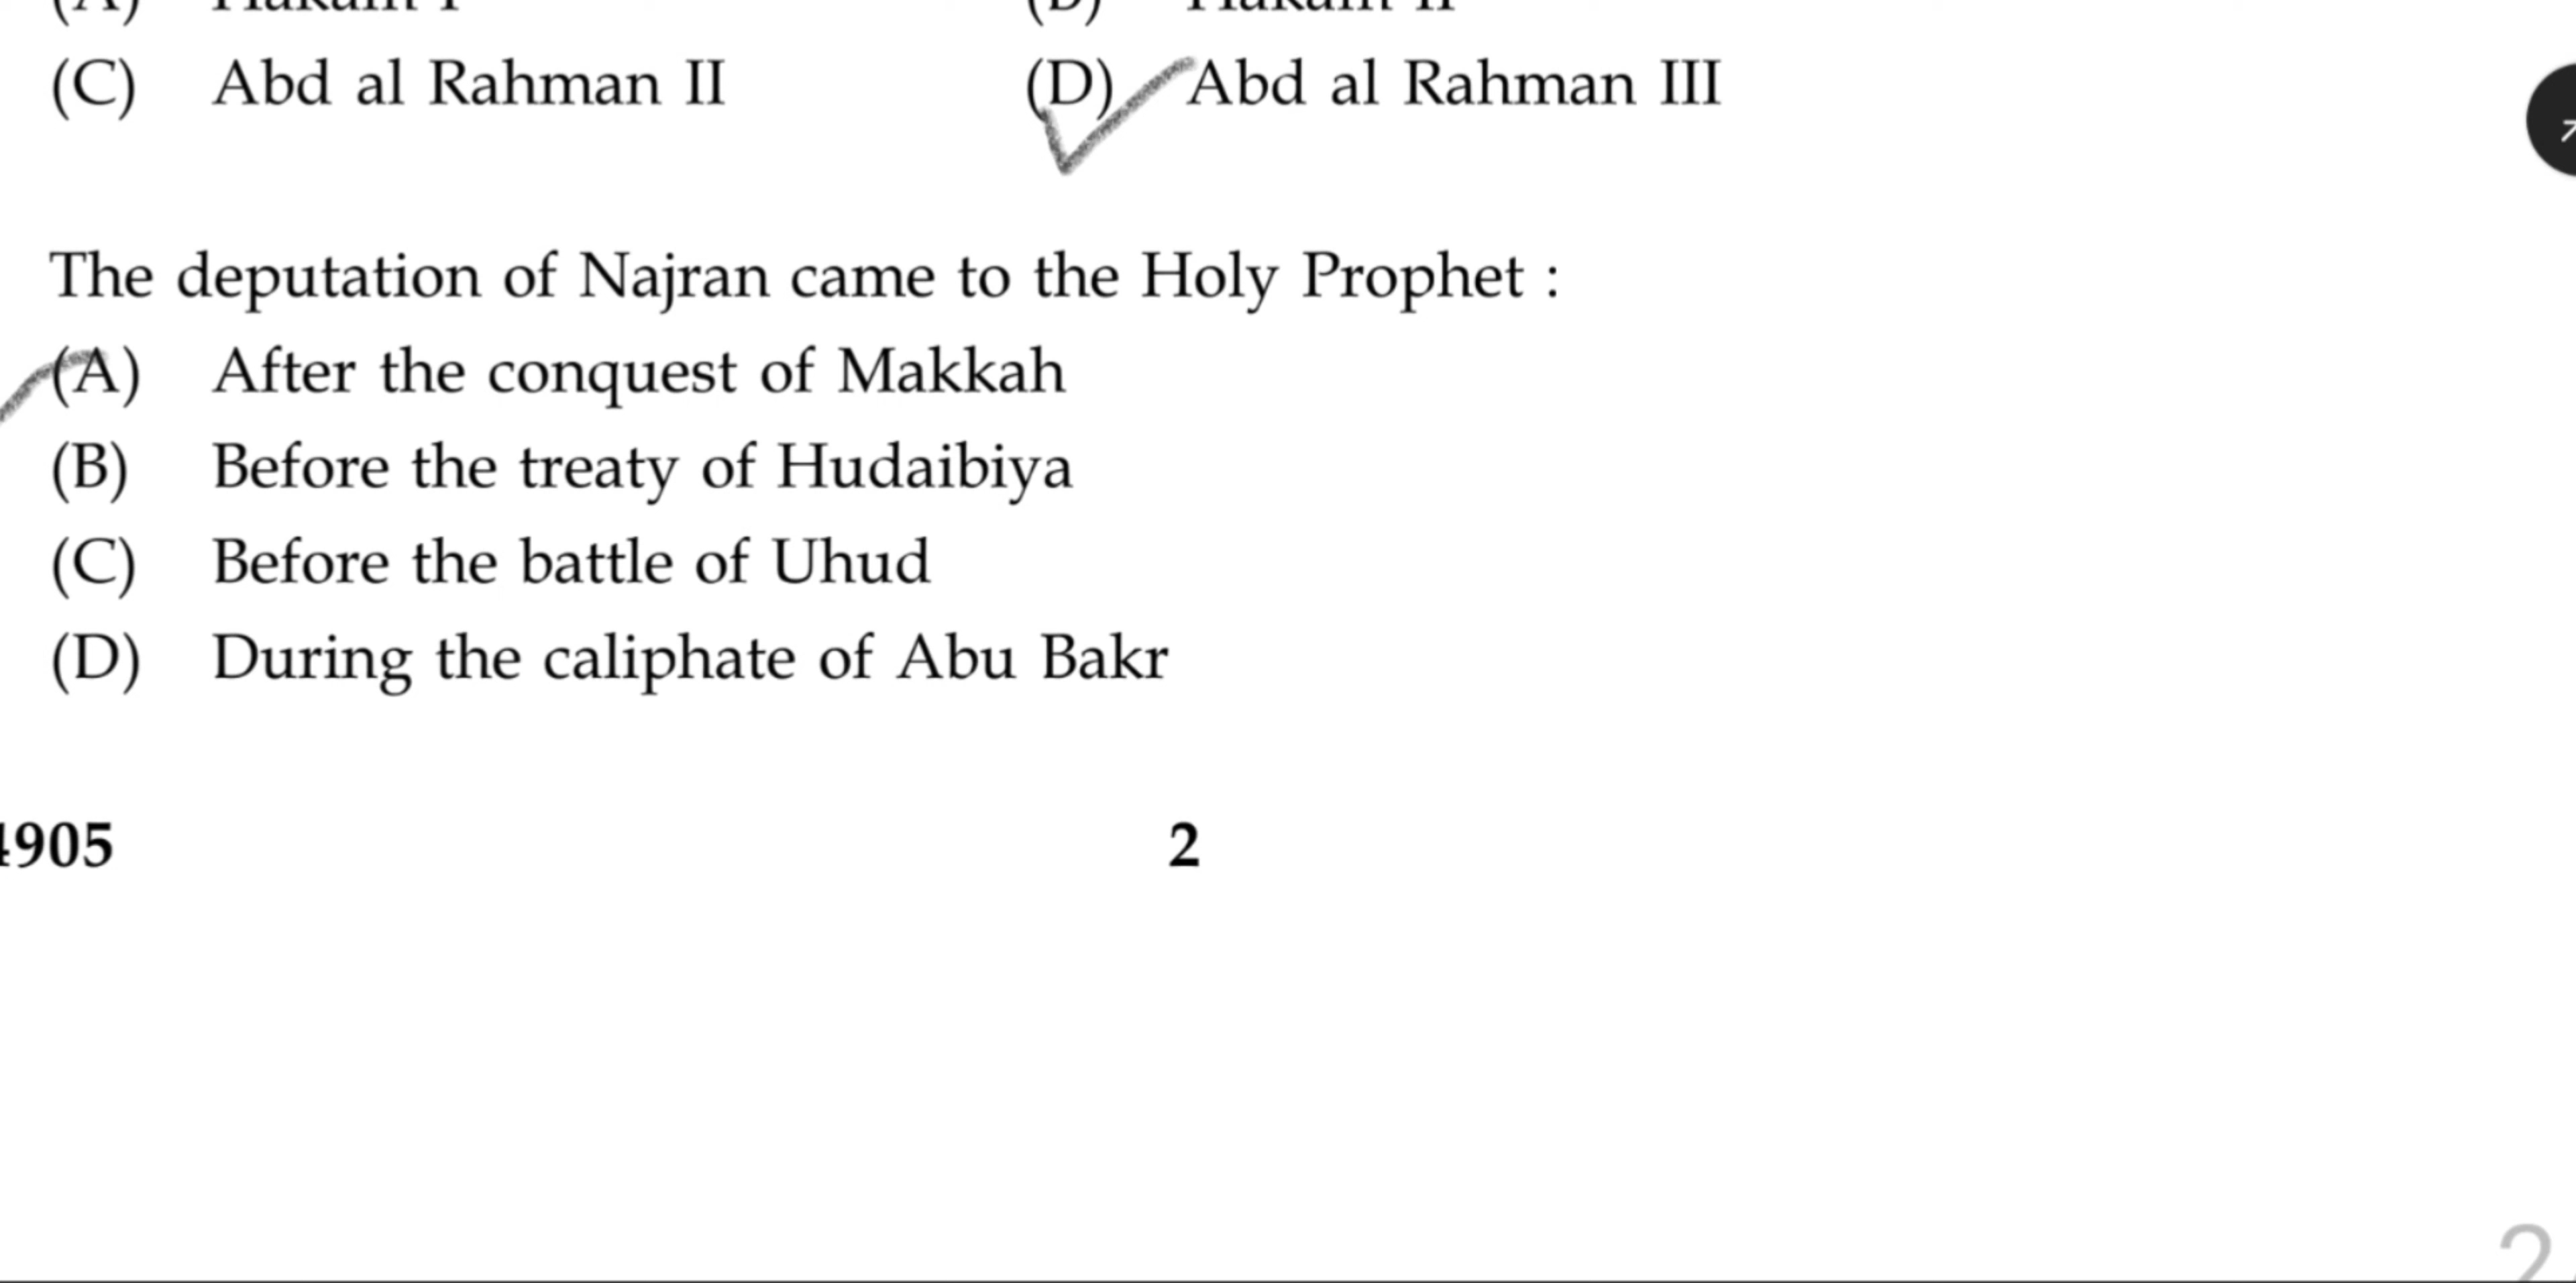 (C) Abd al Rahman II (D) Abd al Rahman III
The deputation of Najran came to the Holy Prophet :
(A) After the conquest of Makkah
(B) Before the treaty of Hudaibiya
(C) Before the battle of Uhud
(D) During the caliphate of Abu Bakr
4905 2
2